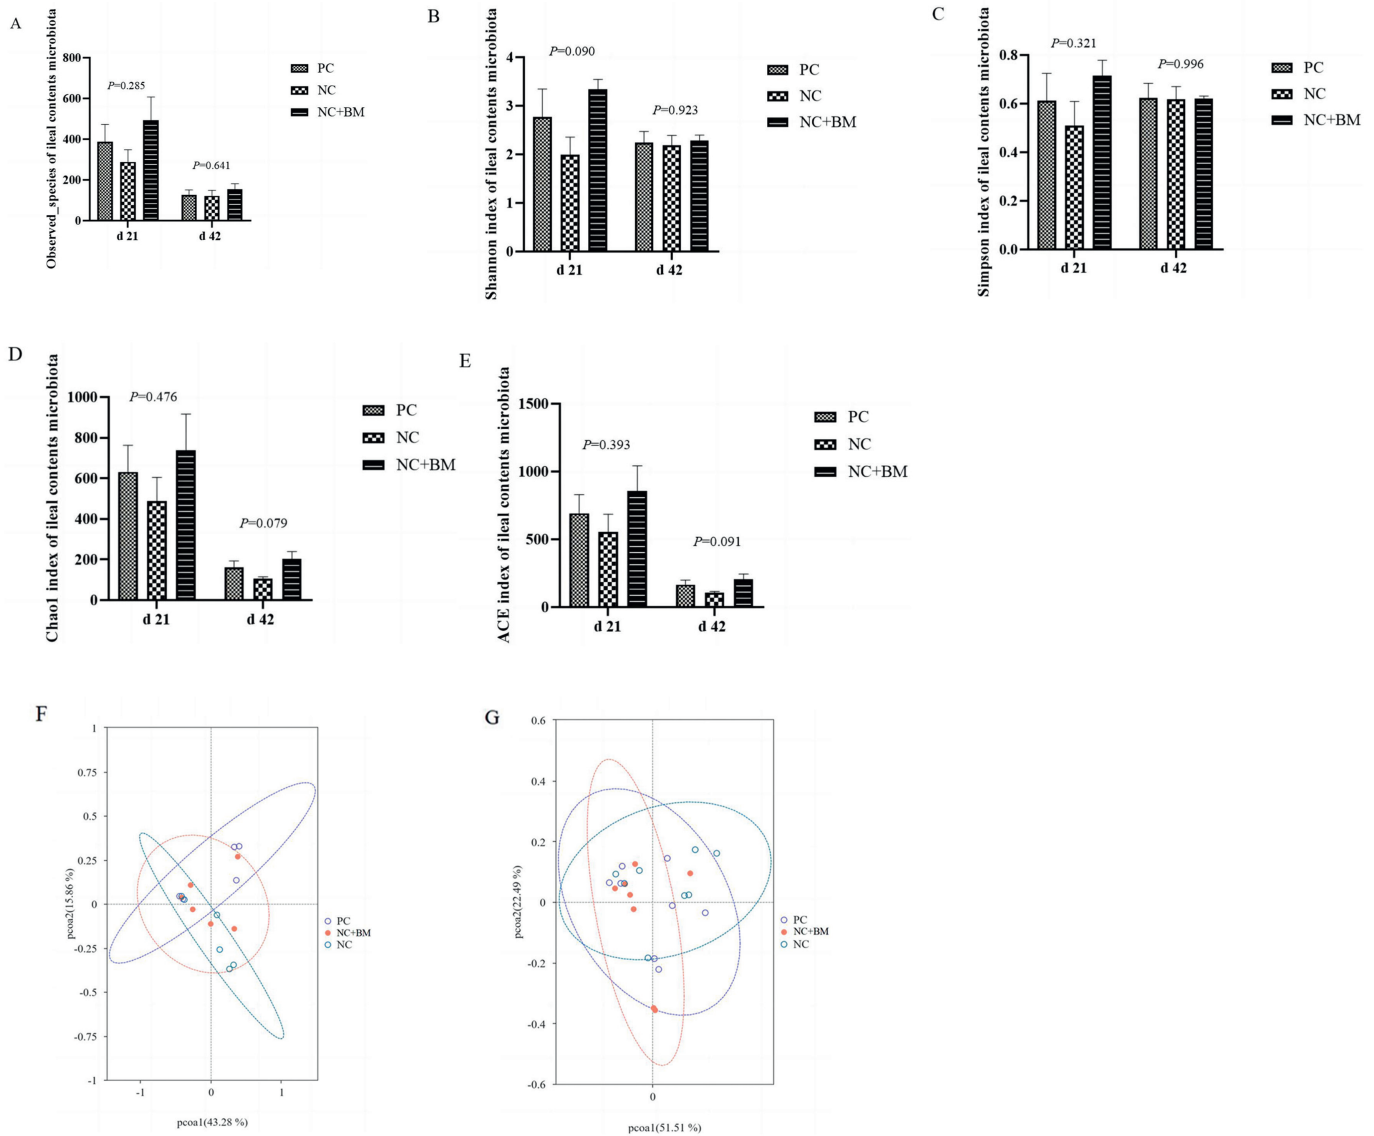 A
Observed_species of ileal contents microbiota
800
600
400
200
0
P=0.285
P=0.641
d 21
d 42
PC
NC
NC+BM
B
Shannon index of ileal contents microbiota
4
3
2
1
0
P=0.090
P=0.923
d 21
d 42
PC
NC
NC+BM
C
Simpson index of ileal contents microbiota
0.8
0.6
0.4
0.2
0.0
P=0.321
P=0.996
d 21
d 42
PC
NC
NC+BM
D
Chao1 index of ileal contents microbiota
1000
800
600
400
200
0
P=0.476
P=0.079
d 21
d 42
PC
NC
NC+BM
E
ACE index of ileal contents microbiota
1500
1000
500
0
P=0.393
P=0.091
d 21
d 42
PC
NC
NC+BM
F
pcoa2(15.86 %)
1
0.75
0.5
0.25
0
-0.25
-0.5
-0.75
-1
-1
0
1
pcoa1(43.28 %)
PC
NC+BM
NC
G
pcoa2(22.49 %)
0.6
0.4
0.2
0
-0.2
-0.4
-0.6
0
pcoa1(51.51 %)
PC
NC+BM
NC